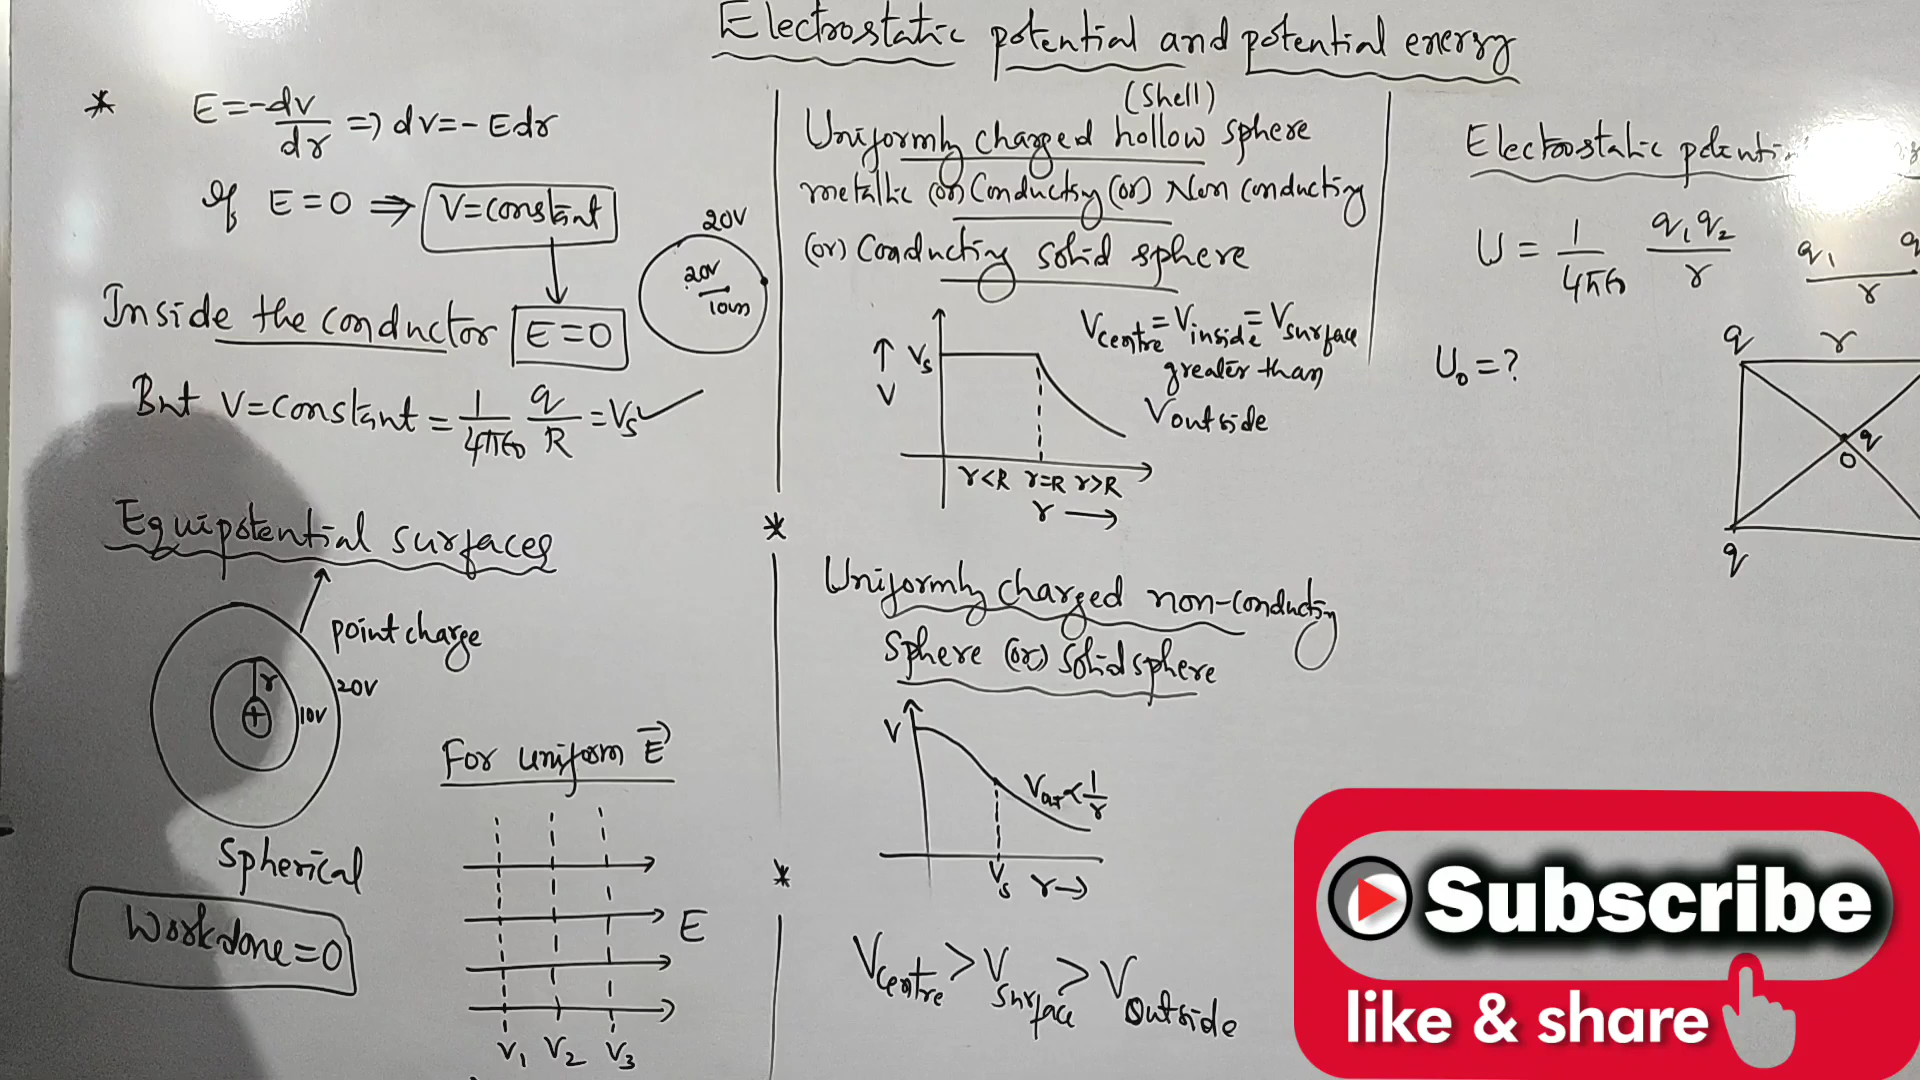 Electrostatic potential and potential energy
* E=-dv/dr => dv=-Edr
If E=0 => V=constant
20V
20V
10cm
Inside the conductor E=0
But V=constant = 1/4πε0 q/R = Vs ✓
Equipotential surfaces
point charge
r
+
10V
20V
Spherical
Workdone=0
For uniform E⃗
E
V1 V2 V3
(Shell)
Uniformly charged hollow sphere
metallic (or) Conducting (or) Non conducting
(or) Conducting solid sphere
↑
V
Vs
Vcentre = Vinside = Vsurface
greater than
Voutside
r<R r=R r>R
r →
*
Uniformly charged non-conducting
Sphere (or) Solid sphere
V
Vout ∝ 1/r
Vs r→
*
Vcentre > Vsurface > Voutside
Electrostatic
U = 1/4πε0 q1q2/r
q1
r
U0=?
q r
q
O
q
Subscribe
like & share